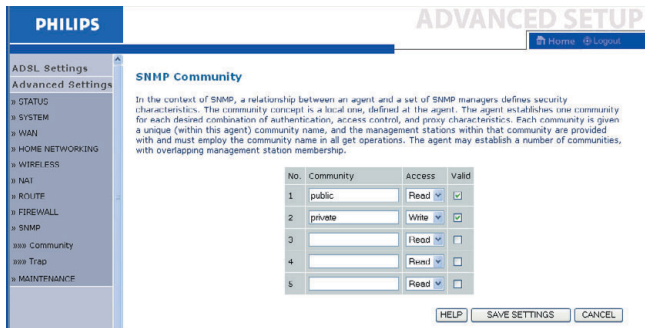 PHILIPS
ADVANCED SETUP
Home Logout
ADSL Settings
Advanced Settings
» STATUS
» SYSTEM
» WAN
» HOME NETWORKING
» WIRELESS
» NAT
» ROUTE
» FIREWALL
» SNMP
»»» Community
»»» Trap
» MAINTENANCE
SNMP Community
In the context of SNMP, a relationship between an agent and a set of SNMP managers defines security
characteristics. The community concept is a local one, defined at the agent. The agent establishes one community
for each desired combination of authentication, access control, and proxy characteristics. Each community is given
a unique (within this agent) community name, and the management stations within that community are provided
with and must employ the community name in all get operations. The agent may establish a number of communities,
with overlapping management station membership.
No. Community Access Valid
1 public Read
2 private Write
3 Read
4 Read
5 Read
HELP SAVE SETTINGS CANCEL